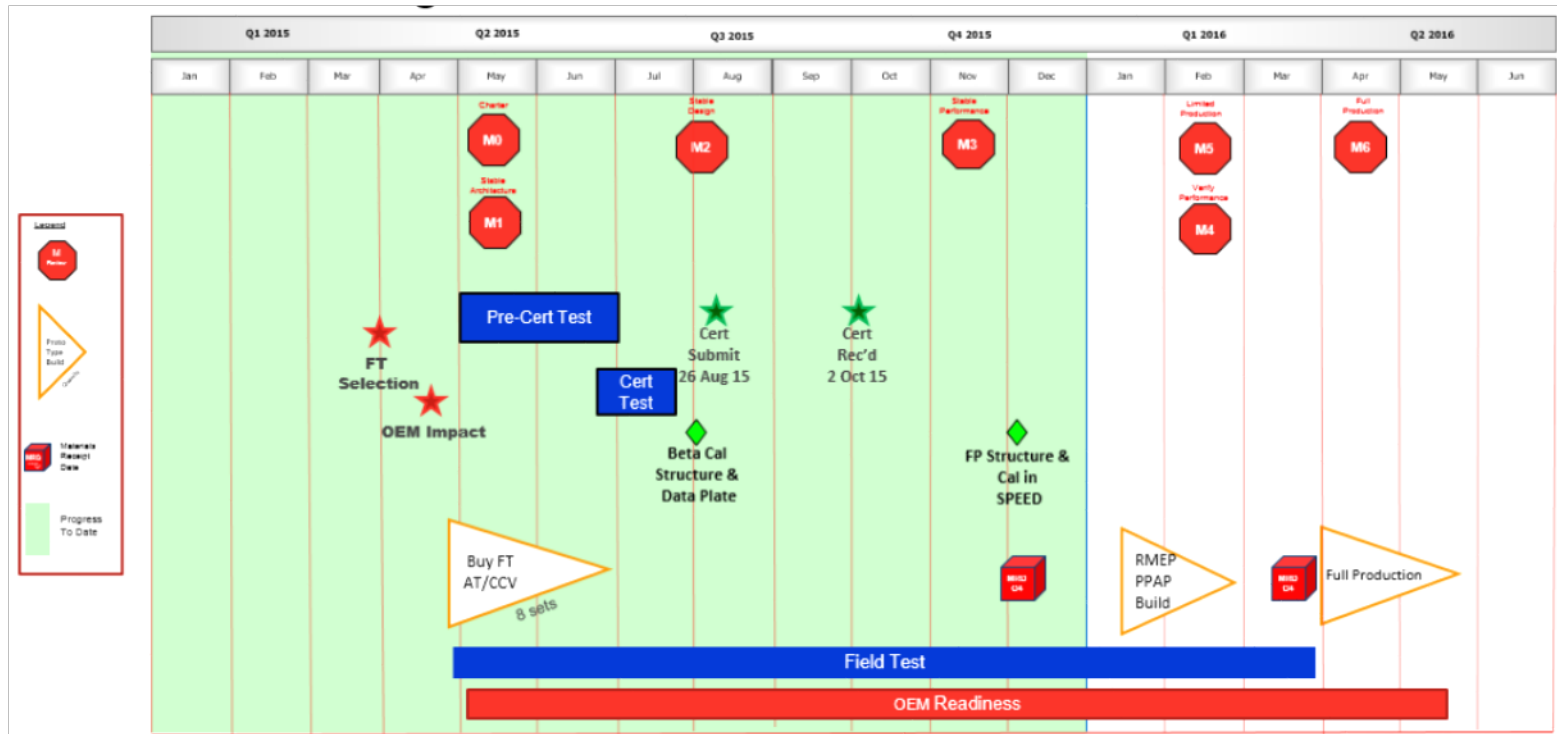 Q1 2015 Q2 2015 Q3 2015 Q4 2015 Q1 2016 Q2 2016
Jan Feb Mar Apr May Jun Jul Aug Sep Oct Nov Dec Jan Feb Mar Apr May Jun
Charter
M0
Stable
Architecture
M1
Stable
Design
M2
Stable
Performance
M3
Limited
Production
M5
Verify
Performance
M4
Full
Production
M6
Legend
M
Review
Proto
Type
Build
Quantity
Materials
Receipt
Date
Progress
To Date
FT
Selection
OEM Impact
Pre-Cert Test
Cert
Test
Cert
Submit
26 Aug 15
Cert
Rec'd
2 Oct 15
Beta Cal
Structure &
Data Plate
FP Structure &
Cal in
SPEED
Buy FT
AT/CCV
8 sets
RMEP
PPAP
Build
Full Production
Field Test
OEM Readiness